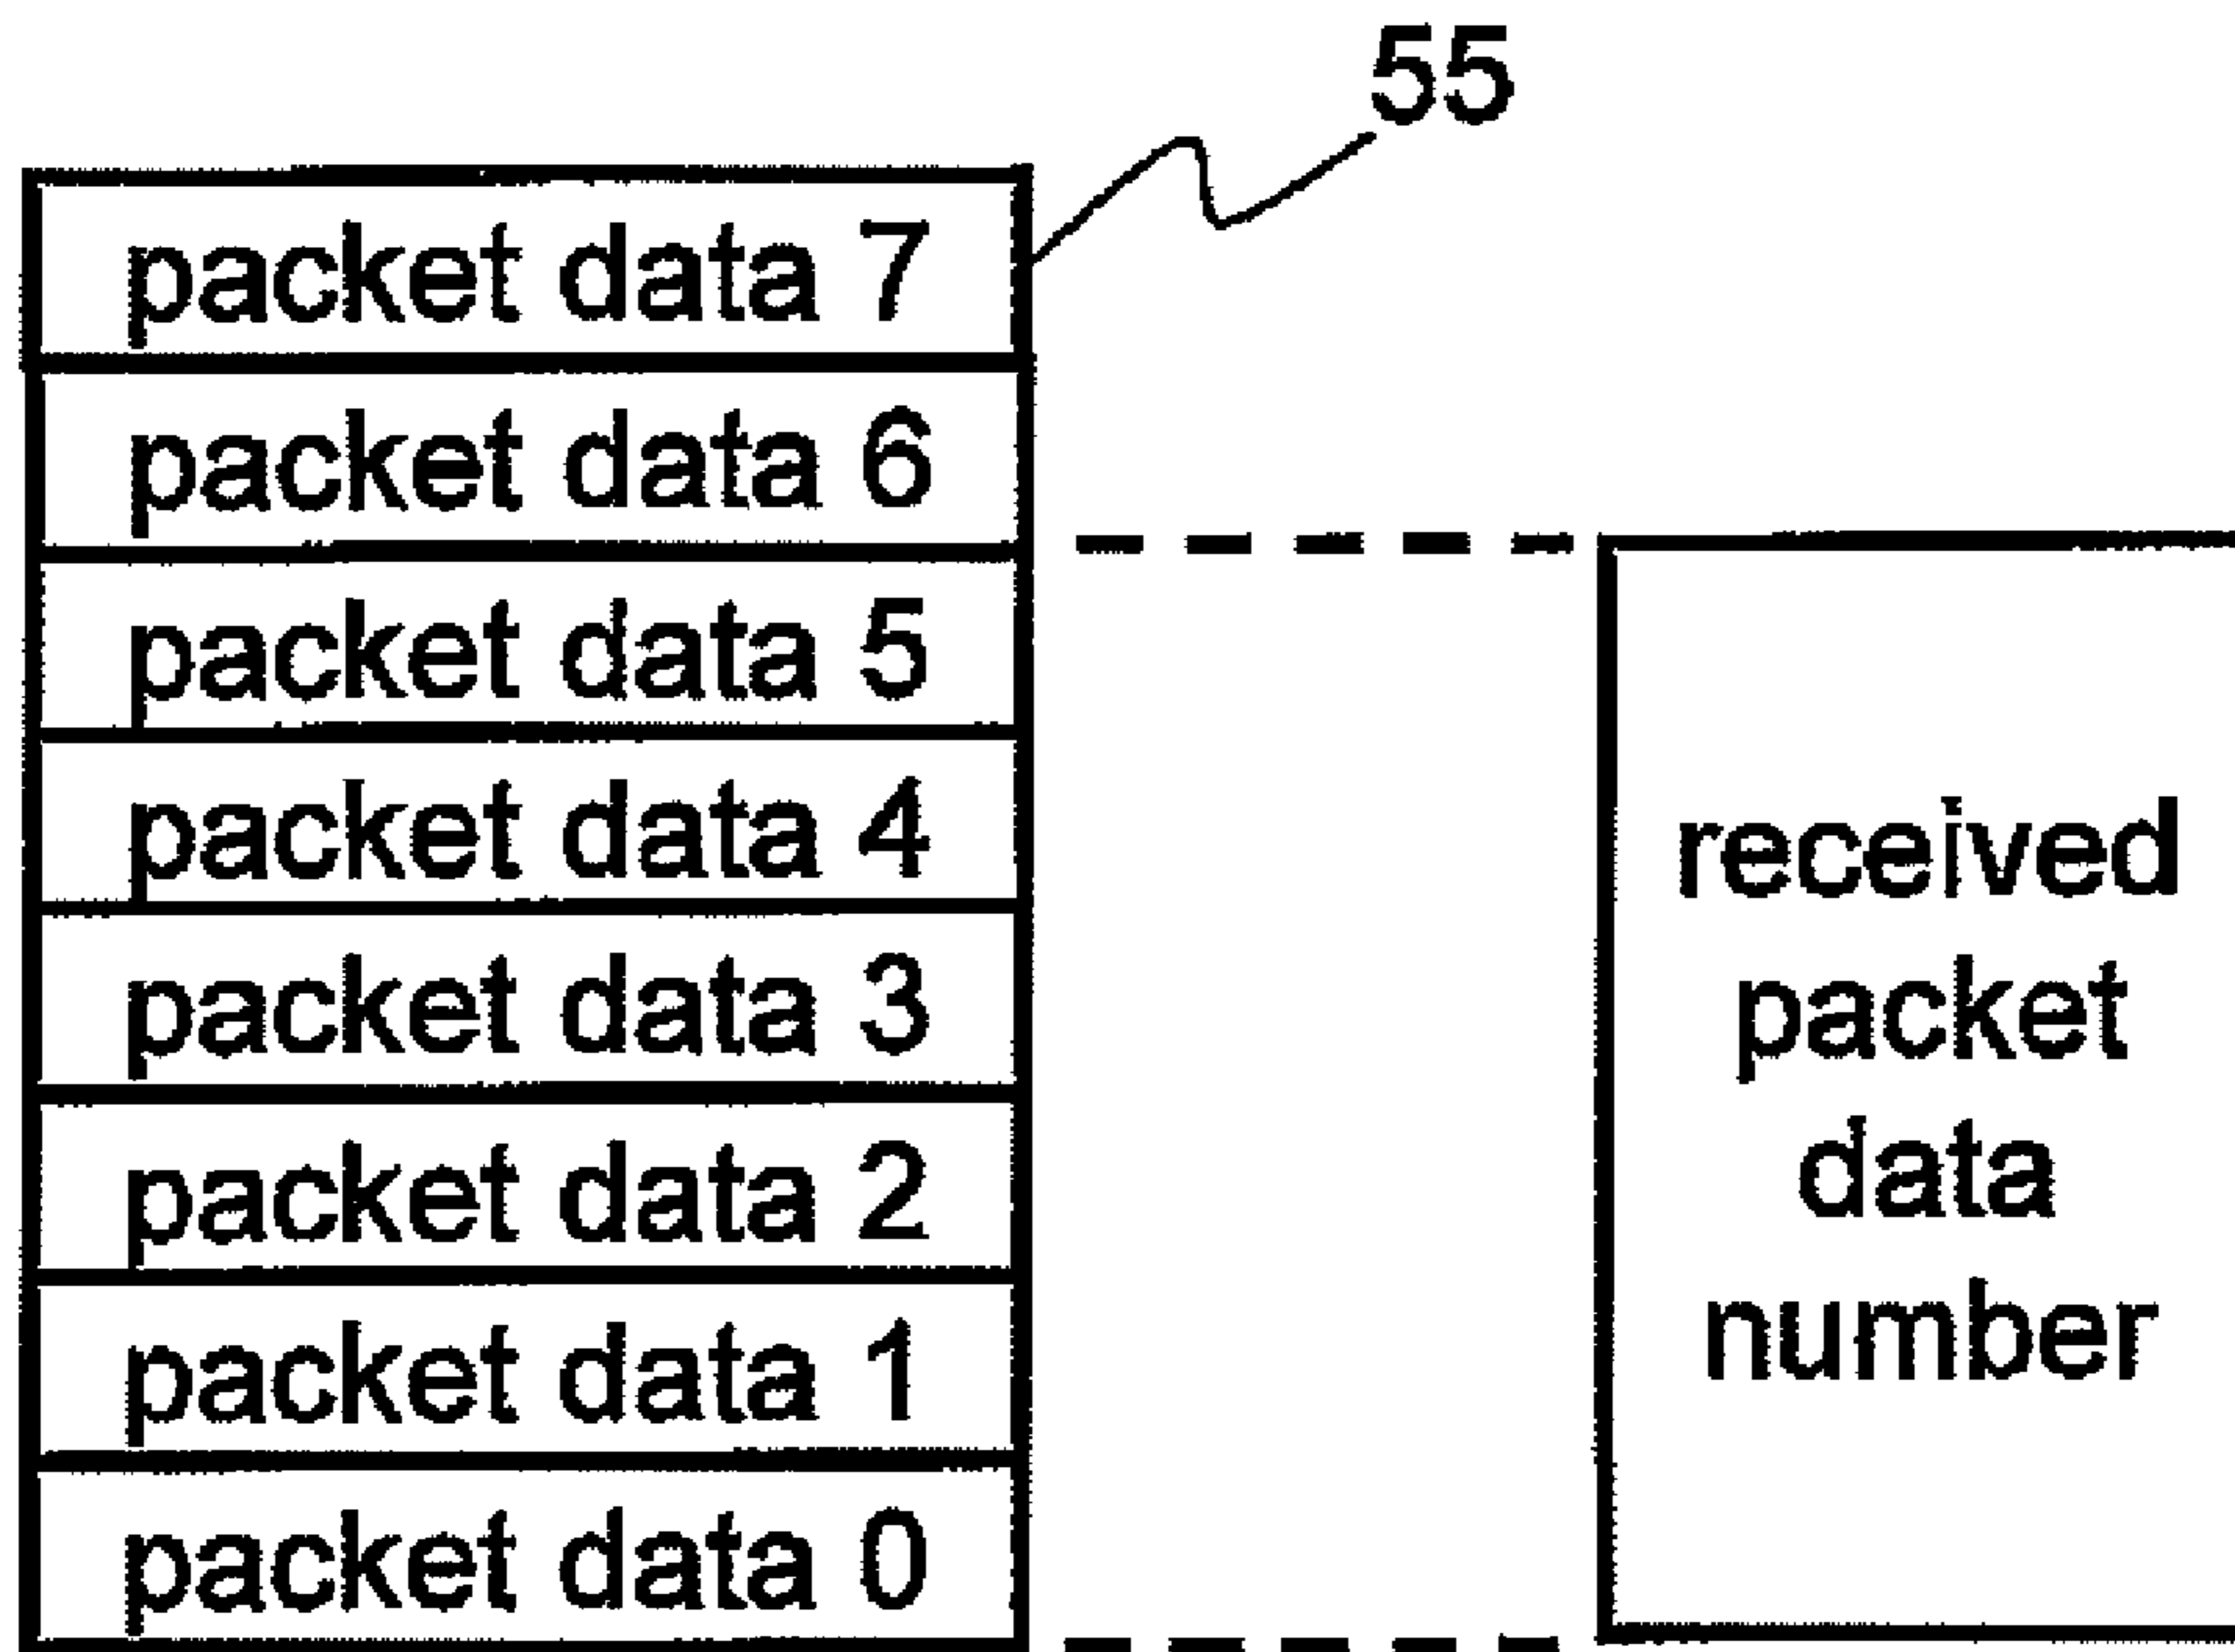 55
packet data 7
packet data 6
packet data 5
packet data 4
packet data 3
packet data 2
packet data 1
packet data 0
received
packet
data
number